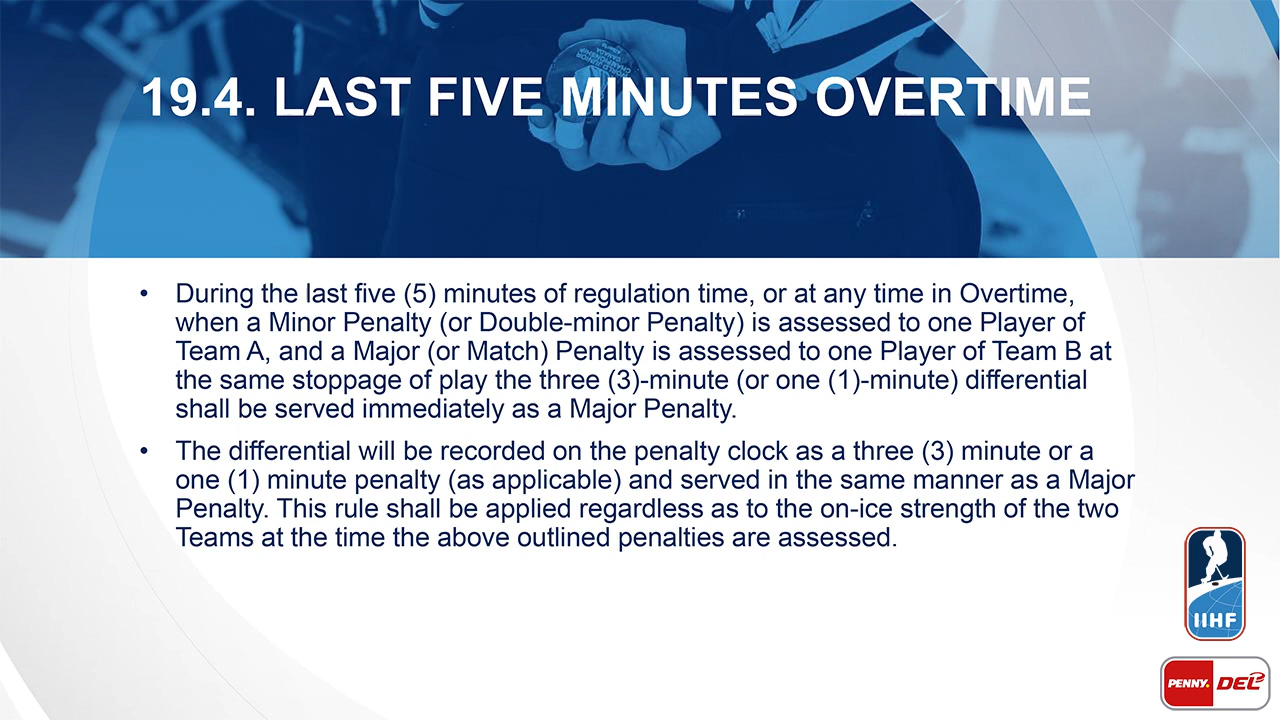 19.4. LAST FIVE MINUTES OVERTIME
• During the last five (5) minutes of regulation time, or at any time in Overtime,
when a Minor Penalty (or Double-minor Penalty) is assessed to one Player of
Team A, and a Major (or Match) Penalty is assessed to one Player of Team B at
the same stoppage of play the three (3)-minute (or one (1)-minute) differential
shall be served immediately as a Major Penalty.
• The differential will be recorded on the penalty clock as a three (3) minute or a
one (1) minute penalty (as applicable) and served in the same manner as a Major
Penalty. This rule shall be applied regardless as to the on-ice strength of the two
Teams at the time the above outlined penalties are assessed.
IIHF
PENNY. DEL